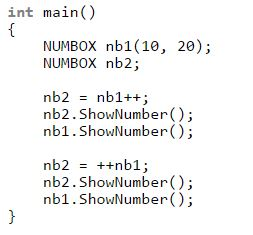 int main()
{
    NUMBOX nb1(10, 20);
    NUMBOX nb2;

    nb2 = nb1++;
    nb2.ShowNumber();
    nb1.ShowNumber();

    nb2 = ++nb1;
    nb2.ShowNumber();
    nb1.ShowNumber();
}